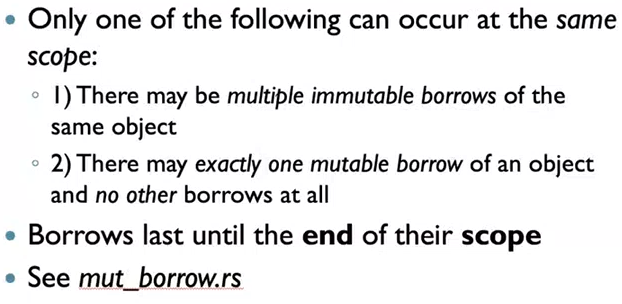 • Only one of the following can occur at the same
scope:
◦ 1) There may be multiple immutable borrows of the
same object
◦ 2) There may exactly one mutable borrow of an object
and no other borrows at all
• Borrows last until the end of their scope
• See mut_borrow.rs